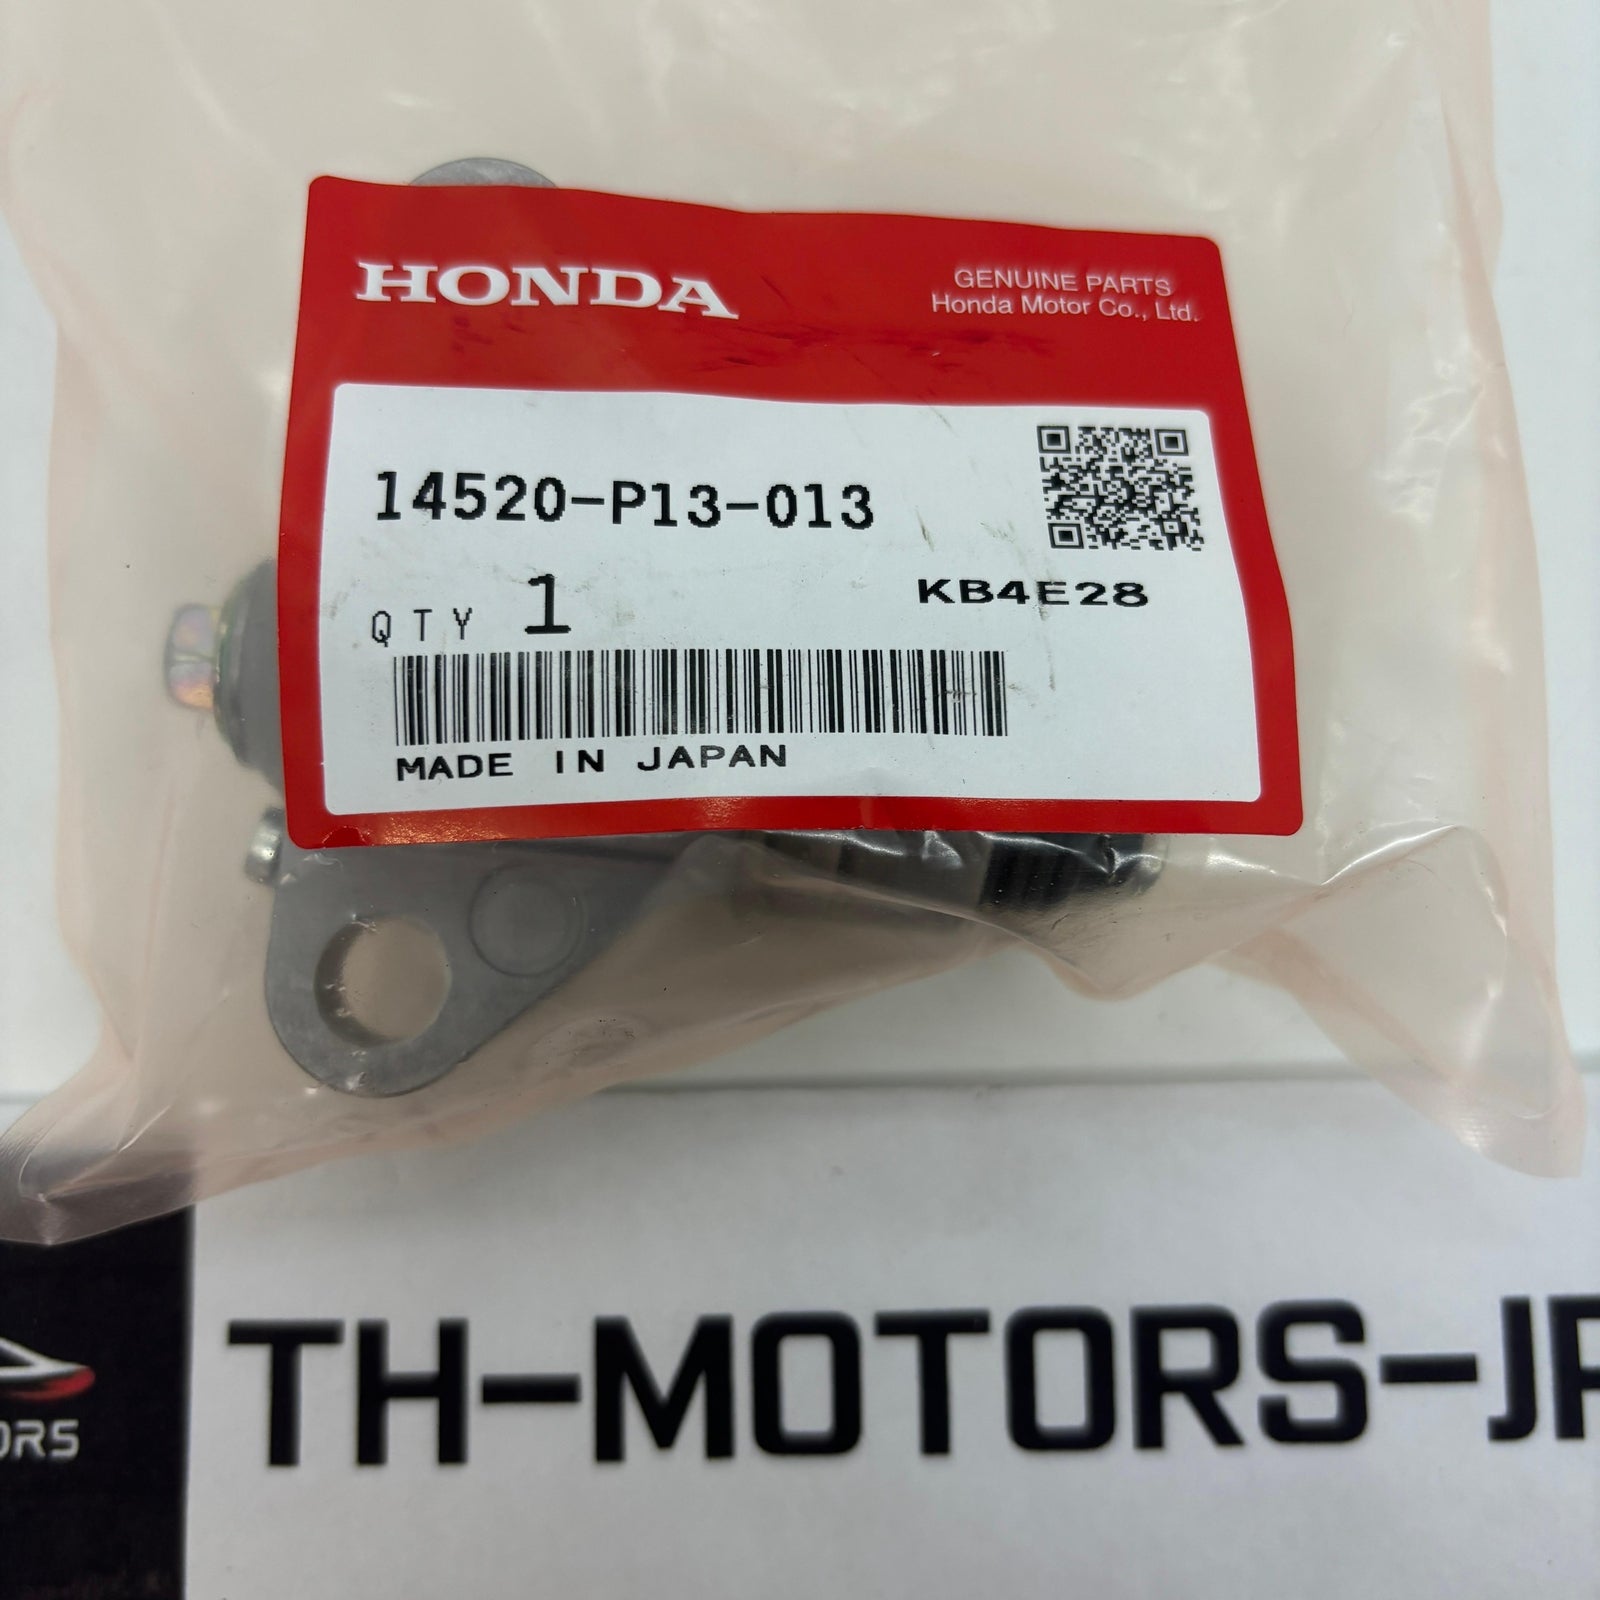 HONDA
GENUINE PARTS
Honda Motor Co., Ltd.
14520-P13-013
QTY 1
KB4E28
MADE IN JAPAN
TH-MOTORS-JP
ORS